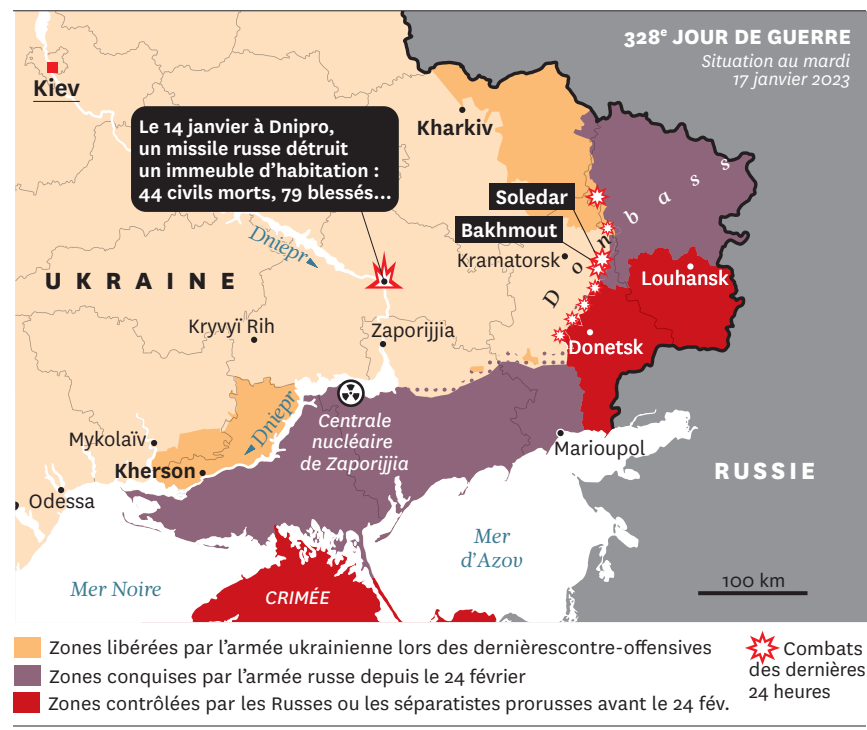 328e JOUR DE GUERRE
Situation au mardi
17 janvier 2023
Kiev
Le 14 janvier à Dnipro,
un missile russe détruit
un immeuble d'habitation :
44 civils morts, 79 blessés...
Kharkiv
Soledar
Bakhmout
Kramatorsk
Donbass
Dniepr
UKRAINE
Louhansk
Kryvyï Rih
Zaporijjia
Donetsk
Dniepr
Centrale
nucléaire
de Zaporijjia
Mykolaïv
Kherson
Marioupol
RUSSIE
Odessa
Mer
d'Azov
Mer Noire
CRIMÉE
100 km
Zones libérées par l'armée ukrainienne lors des dernièrescontre-offensives
Zones conquises par l'armée russe depuis le 24 février
Zones contrôlées par les Russes ou les séparatistes prorusses avant le 24 fév.
Combats
des dernières
24 heures